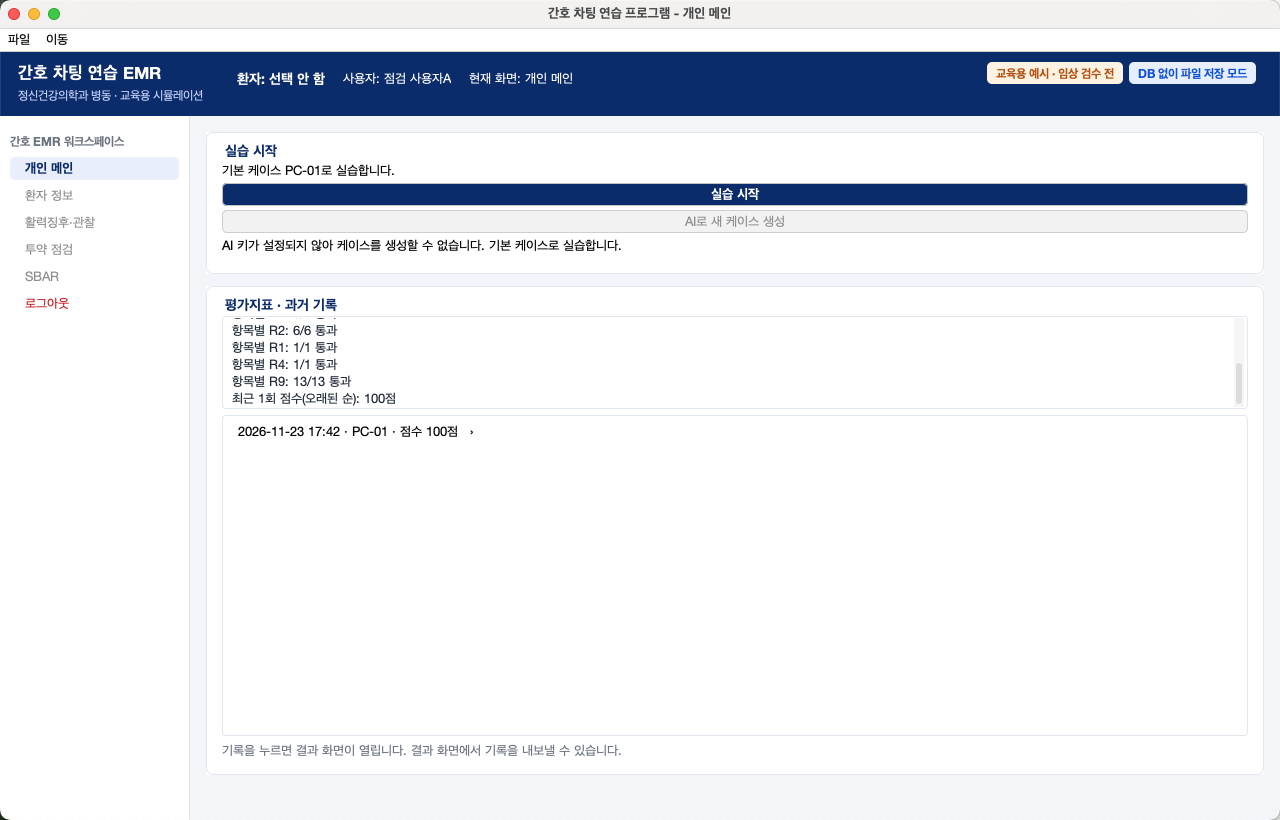 간호 차팅 연습 프로그램 - 개인 메인
파일 이동
간호 차팅 연습 EMR
정신건강의학과 병동 · 교육용 시뮬레이션
환자: 선택 안 함 사용자: 점검 사용자A 현재 화면: 개인 메인
교육용 예시 · 임상 검수 전 DB 없이 파일 저장 모드
간호 EMR 워크스페이스
개인 메인
환자 정보
활력징후·관찰
투약 점검
SBAR
로그아웃
실습 시작
기본 케이스 PC-01로 실습합니다.
실습 시작
AI로 새 케이스 생성
AI 키가 설정되지 않아 케이스를 생성할 수 없습니다. 기본 케이스로 실습합니다.
평가지표 · 과거 기록
항목별 R2: 6/6 통과
항목별 R1: 1/1 통과
항목별 R4: 1/1 통과
항목별 R9: 13/13 통과
최근 1회 점수(오래된 순): 100점
2026-11-23 17:42 · PC-01 · 점수 100점 ›
기록을 누르면 결과 화면이 열립니다. 결과 화면에서 기록을 내보낼 수 있습니다.